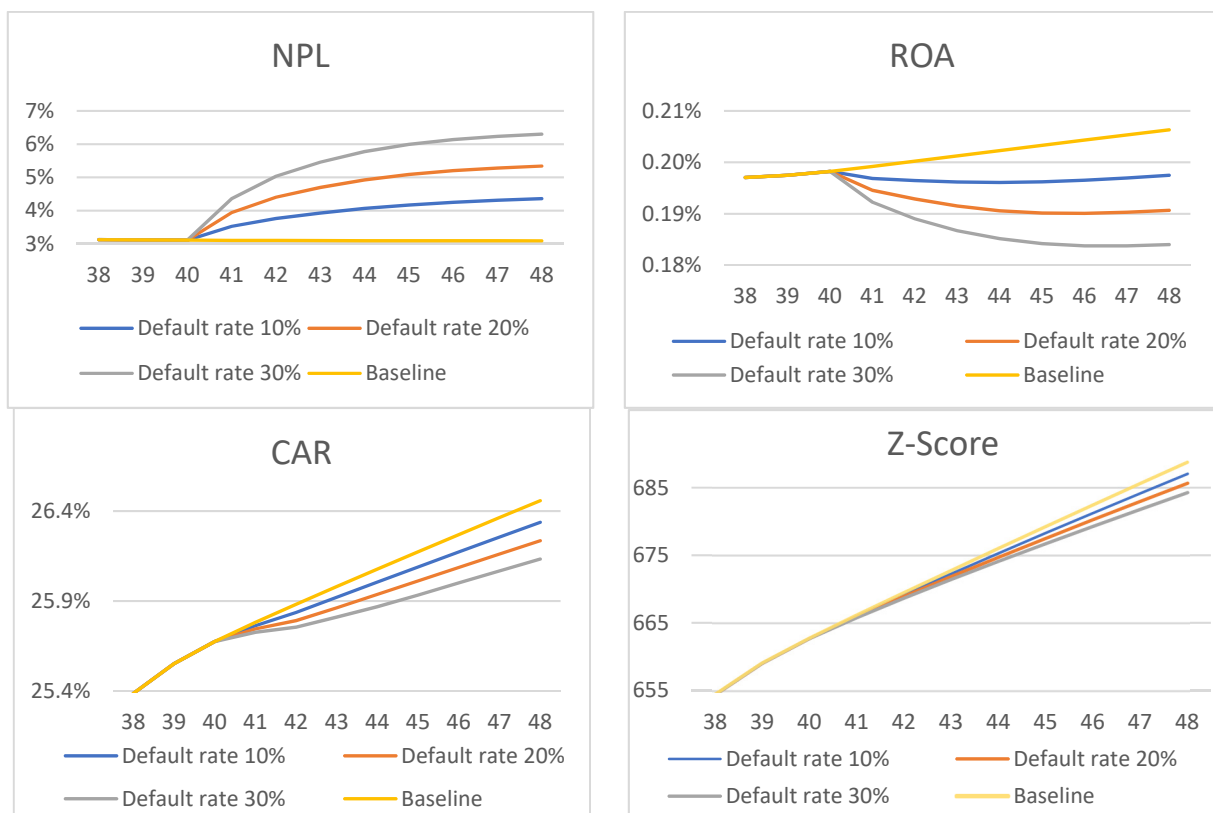 NPL
7%
6%
5%
4%
3%
38 39 40 41 42 43 44 45 46 47 48
Default rate 10% Default rate 20%
Default rate 30% Baseline
ROA
0.21%
0.20%
0.19%
0.18%
38 39 40 41 42 43 44 45 46 47 48
Default rate 10% Default rate 20%
Default rate 30% Baseline
CAR
26.4%
25.9%
25.4%
38 39 40 41 42 43 44 45 46 47 48
Default rate 10% Default rate 20%
Default rate 30% Baseline
Z-Score
685
675
665
655
38 39 40 41 42 43 44 45 46 47 48
Default rate 10% Default rate 20%
Default rate 30% Baseline